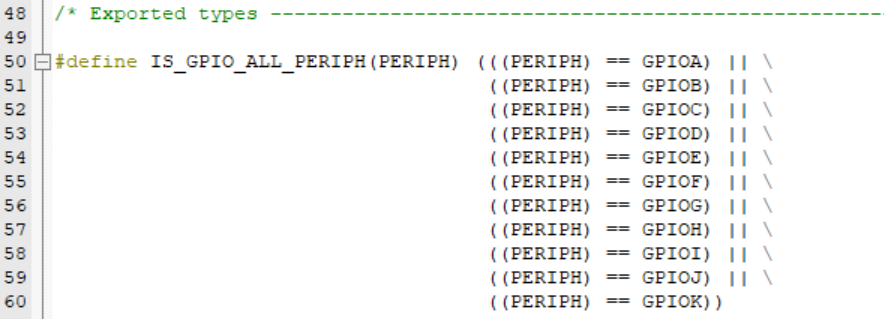 48 /* Exported types ---------------------------------------------------
49
50 #define IS_GPIO_ALL_PERIPH(PERIPH) (((PERIPH) == GPIOA) || \
51 ((PERIPH) == GPIOB) || \
52 ((PERIPH) == GPIOC) || \
53 ((PERIPH) == GPIOD) || \
54 ((PERIPH) == GPIOE) || \
55 ((PERIPH) == GPIOF) || \
56 ((PERIPH) == GPIOG) || \
57 ((PERIPH) == GPIOH) || \
58 ((PERIPH) == GPIOI) || \
59 ((PERIPH) == GPIOJ) || \
60 ((PERIPH) == GPIOK))